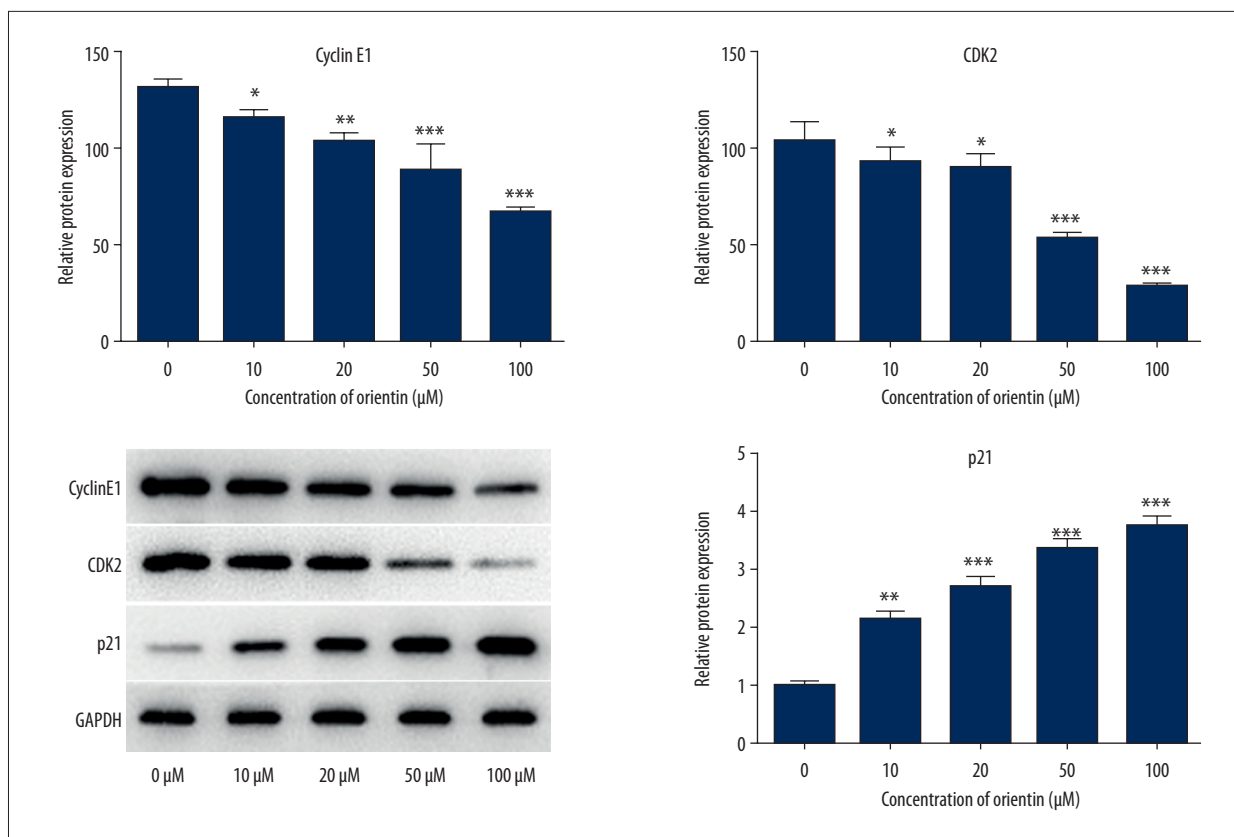 Cyclin E1
150
100
50
0
Relative protein expression
*
**
***
***
0 10 20 50 100
Concentration of orientin (µM)
CDK2
150
100
50
0
Relative protein expression
*
*
***
***
0 10 20 50 100
Concentration of orientin (µM)
CyclinE1
CDK2
p21
GAPDH
0 µM 10 µM 20 µM 50 µM 100 µM
p21
5
4
3
2
1
0
Relative protein expression
**
***
***
***
0 10 20 50 100
Concentration of orientin (µM)